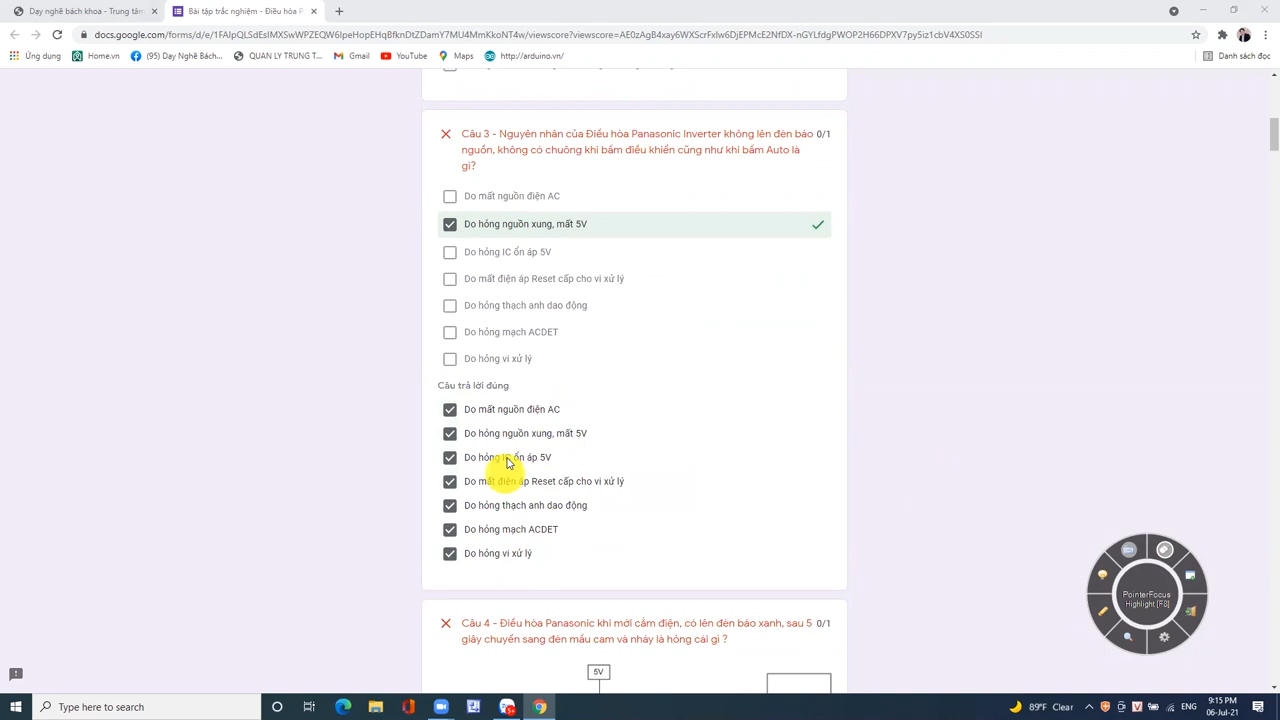 Dạy nghề bách khoa - Trung tâm
Bài tập trắc nghiệm - Điều hòa P
docs.google.com/forms/d/e/1FAIpQLSdEsIMXSwWPZEQW6IpeHopEHqBfknDtZDamY7MU4MmKkoNT4w/viewscore?viewscore=AE0zAgB4xay6WXScrFxIw6DjEPMcE2NfDX-nGYLfdgPWOP2H66DPXV7py5iz1cbV4XS0SSI
Ứng dụng
Home.vn
(95) Dạy Nghề Bách...
QUAN LY TRUNG T...
Gmail
YouTube
Maps
http://arduino.vn/
Danh sách đọc
Câu 3 - Nguyên nhân của Điều hòa Panasonic Inverter không lên đèn báo 0/1
nguồn, không có chuông khi bấm điều khiển cũng như khi bấm Auto là
gì?
Do mất nguồn điện AC
Do hỏng nguồn xung, mất 5V
Do hỏng IC ổn áp 5V
Do mất điện áp Reset cấp cho vi xử lý
Do hỏng thạch anh dao động
Do hỏng mạch ACDET
Do hỏng vi xử lý
Câu trả lời đúng
Do mất nguồn điện AC
Do hỏng nguồn xung, mất 5V
Do hỏng IC ổn áp 5V
Do mất điện áp Reset cấp cho vi xử lý
Do hỏng thạch anh dao động
Do hỏng mạch ACDET
Do hỏng vi xử lý
PointerFocus
Highlight [F8]
Câu 4 - Điều hòa Panasonic khi mới cắm điện, có lên đèn báo xanh, sau 5 0/1
giây chuyển sang đèn mầu cam và nháy là hỏng cái gì ?
5V
Type here to search
89°F Clear
9:15 PM
06-Jul-21